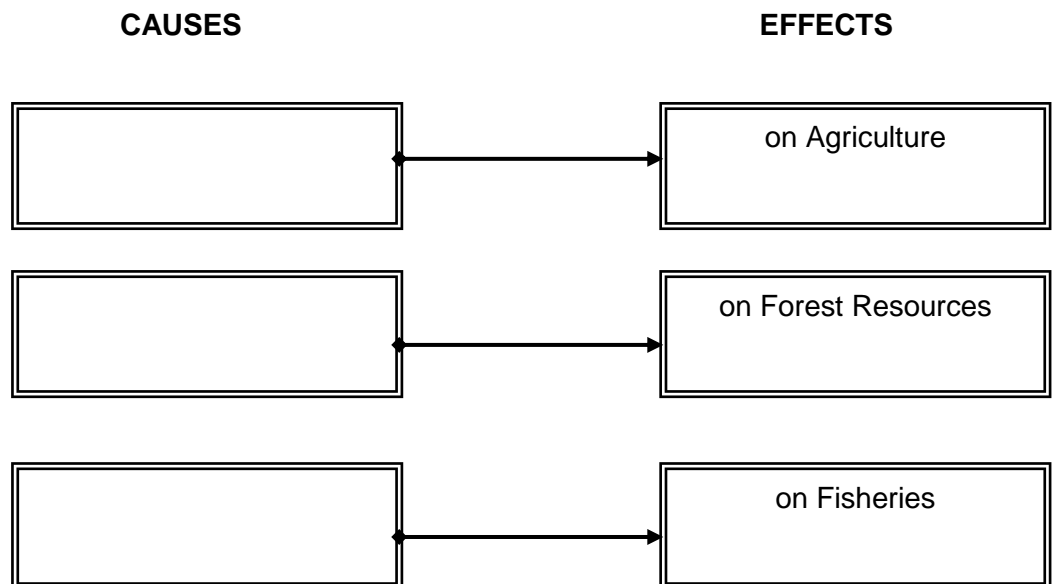 CAUSES EFFECTS
on Agriculture
on Forest Resources
on Fisheries